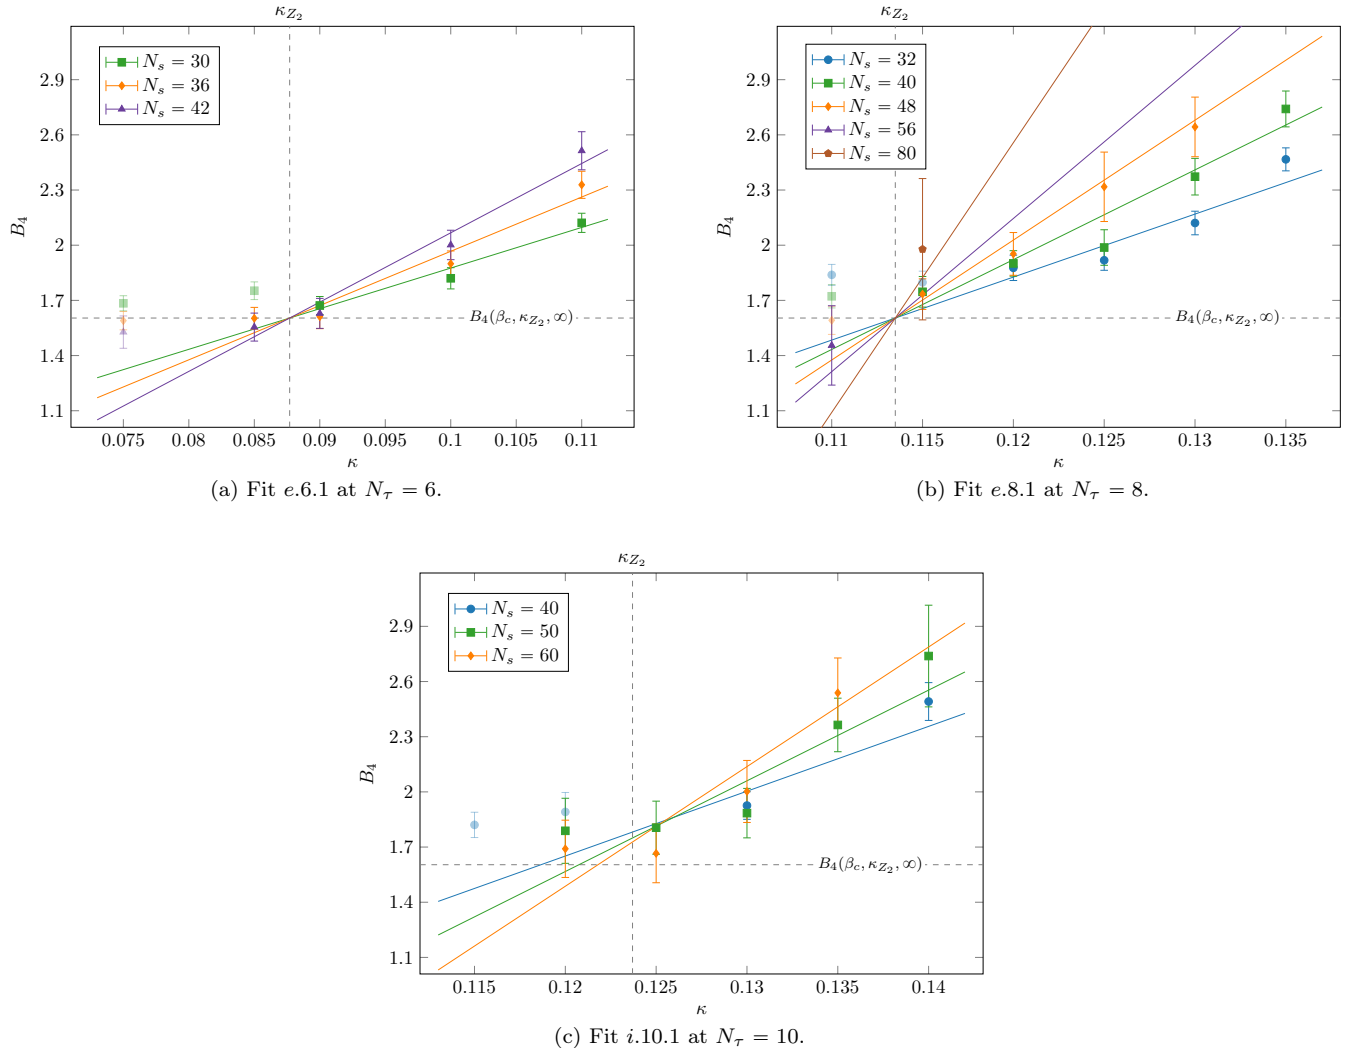 κ_{Z_2}
2.9
2.6
2.3
2
1.7
1.4
1.1
B_4
N_s = 30
N_s = 36
N_s = 42
B_4(β_c, κ_{Z_2}, ∞)
0.075 0.08 0.085 0.09 0.095 0.1 0.105 0.11
κ
(a) Fit e.6.1 at N_τ = 6.
κ_{Z_2}
2.9
2.6
2.3
2
1.7
1.4
1.1
B_4
N_s = 32
N_s = 40
N_s = 48
N_s = 56
N_s = 80
B_4(β_c, κ_{Z_2}, ∞)
0.11 0.115 0.12 0.125 0.13 0.135
κ
(b) Fit e.8.1 at N_τ = 8.
κ_{Z_2}
2.9
2.6
2.3
2
1.7
1.4
1.1
B_4
N_s = 40
N_s = 50
N_s = 60
B_4(β_c, κ_{Z_2}, ∞)
0.115 0.12 0.125 0.13 0.135 0.14
κ
(c) Fit i.10.1 at N_τ = 10.